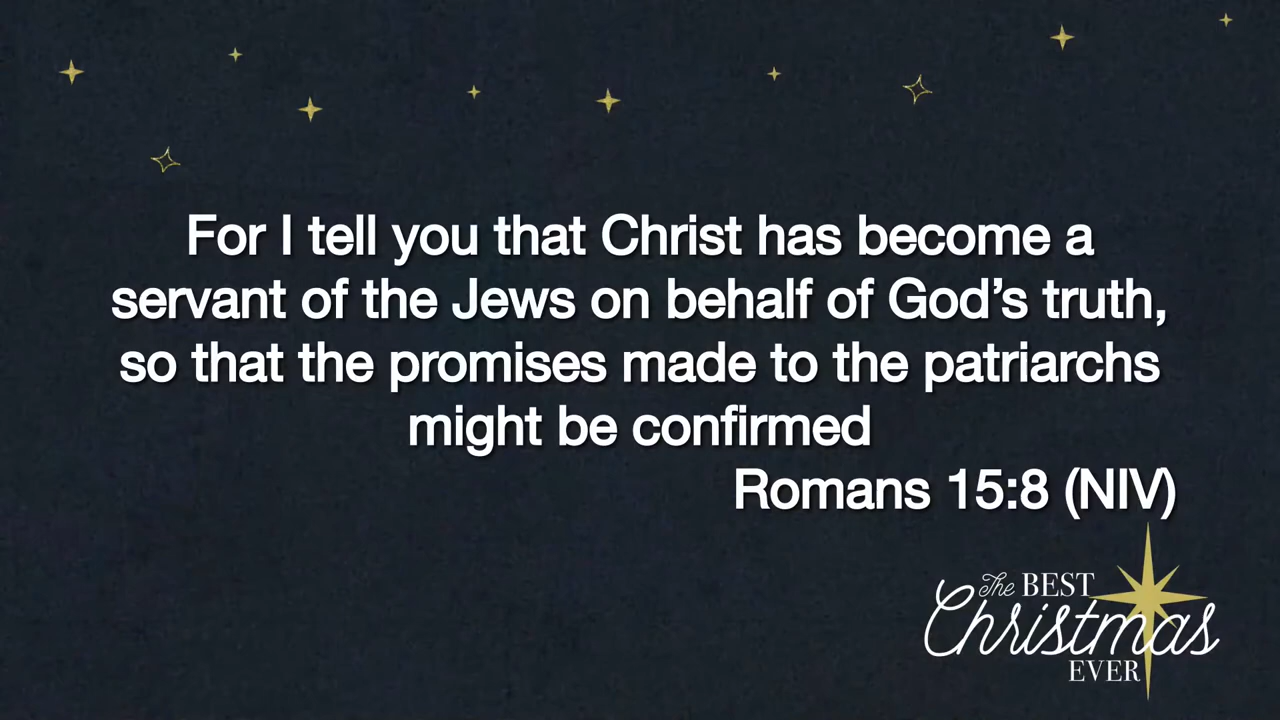 For I tell you that Christ has become a
servant of the Jews on behalf of God’s truth,
so that the promises made to the patriarchs
might be confirmed
Romans 15:8 (NIV)
The BEST
Christmas
EVER